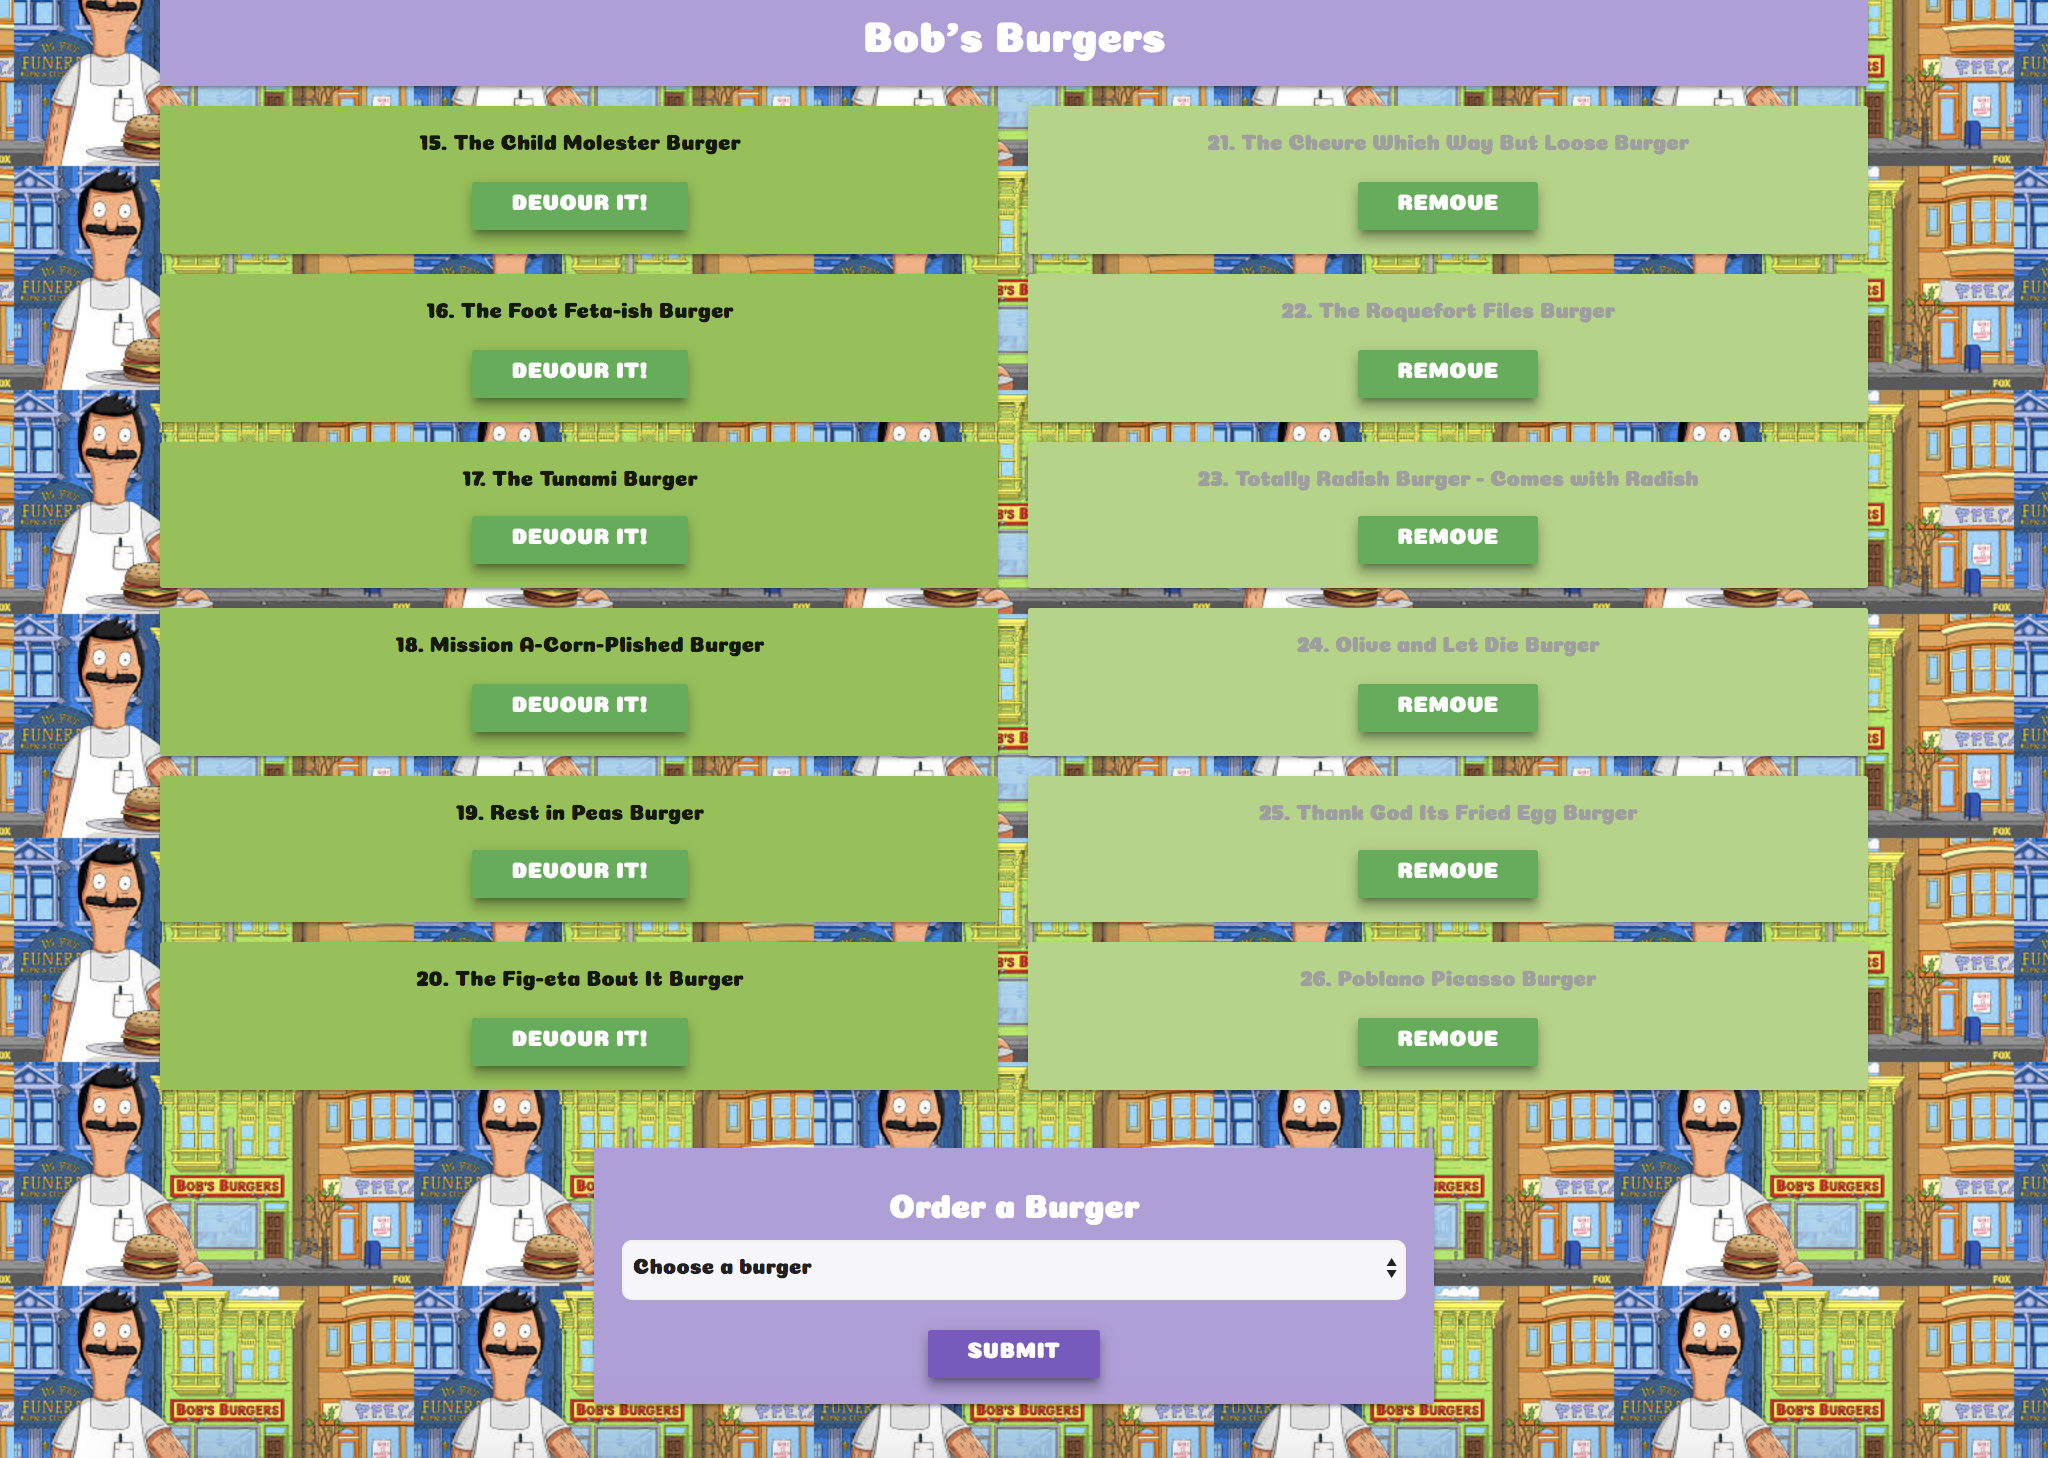 Bob's Burgers
15. The Child Molester Burger
DEVOUR IT!
16. The Foot Feta-ish Burger
DEVOUR IT!
17. The Tunami Burger
DEVOUR IT!
18. Mission A-Corn-Plished Burger
DEVOUR IT!
19. Rest in Peas Burger
DEVOUR IT!
20. The Fig-eta Bout It Burger
DEVOUR IT!
21. The Chevre Which Way But Loose Burger
REMOVE
22. The Roquefort Files Burger
REMOVE
23. Totally Radish Burger - Comes with Radish
REMOVE
24. Olive and Let Die Burger
REMOVE
25. Thank God Its Fried Egg Burger
REMOVE
26. Poblano Picasso Burger
REMOVE
Order a Burger
Choose a burger
SUBMIT
BOB'S BURGERS
FOX